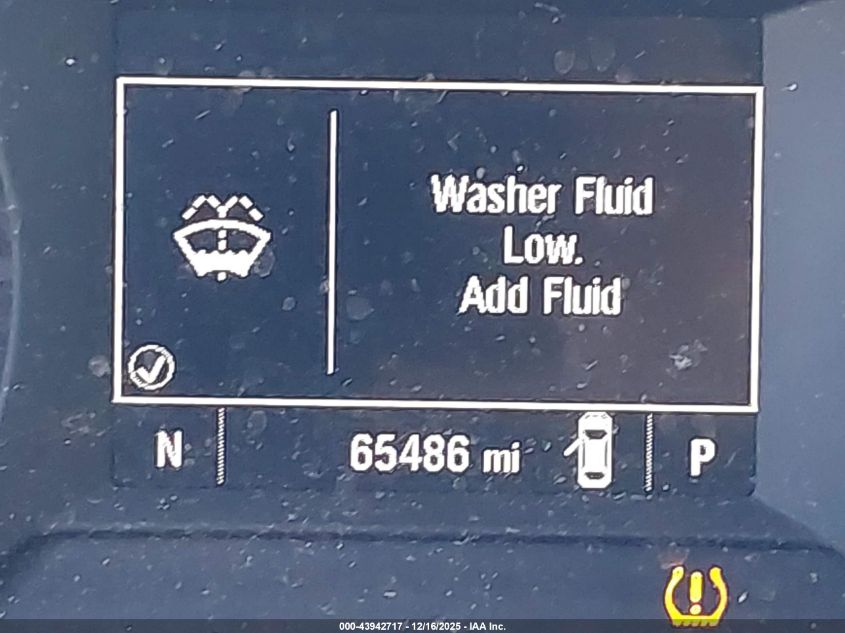 Washer Fluid
Low.
Add Fluid
N 65486 mi P
000-43942717 - 12/16/2025 - IAA Inc.